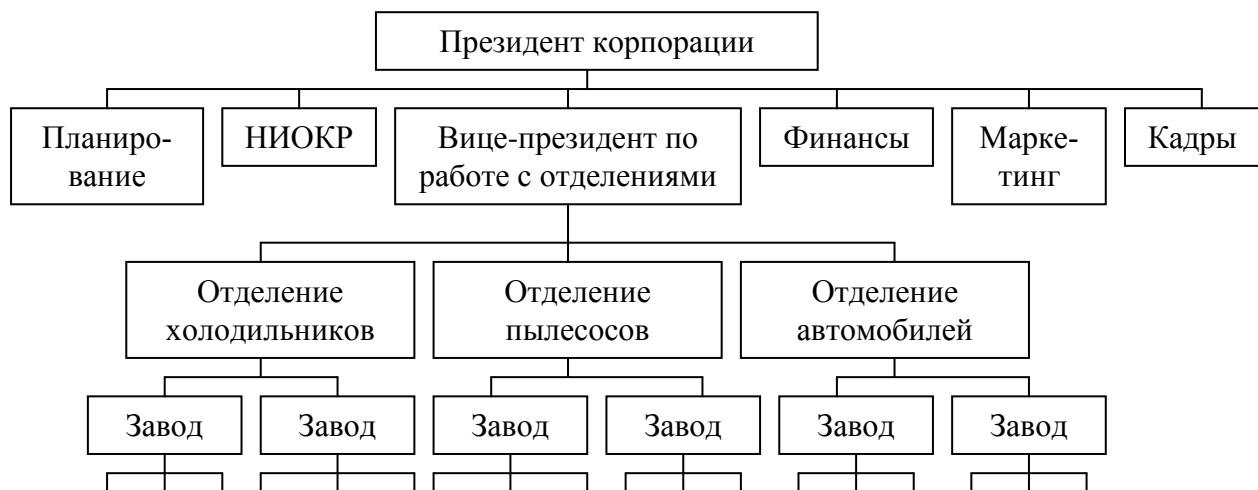 Президент корпорации
Планиро-
вание
НИОКР
Вице-президент по
работе с отделениями
Финансы
Марке-
тинг
Кадры
Отделение
холодильников
Отделение
пылесосов
Отделение
автомобилей
Завод
Завод
Завод
Завод
Завод
Завод